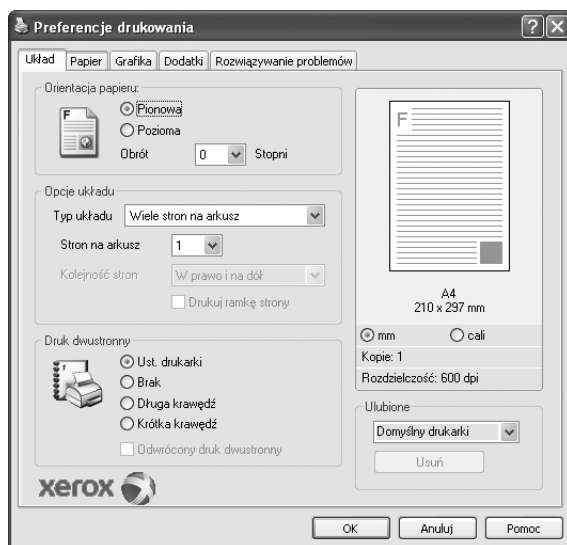 Preferencje drukowania
Układ Papier Grafika Dodatki Rozwiązywanie problemów
Orientacja papieru:
F
Pionowa
Pozioma
Obrót 0 Stopni
Opcje układu
Typ układu Wiele stron na arkusz
Stron na arkusz 1
Kolejność stron W prawo i na dół
Drukuj ramkę strony
Druk dwustronny
Ust. drukarki
Brak
Długa krawędź
Krótka krawędź
Odwrócony druk dwustronny
xerox
F
A4
210 x 297 mm
mm cali
Kopie: 1
Rozdzielczość: 600 dpi
Ulubione
Domyślny drukarki
Usuń
OK Anuluj Pomoc